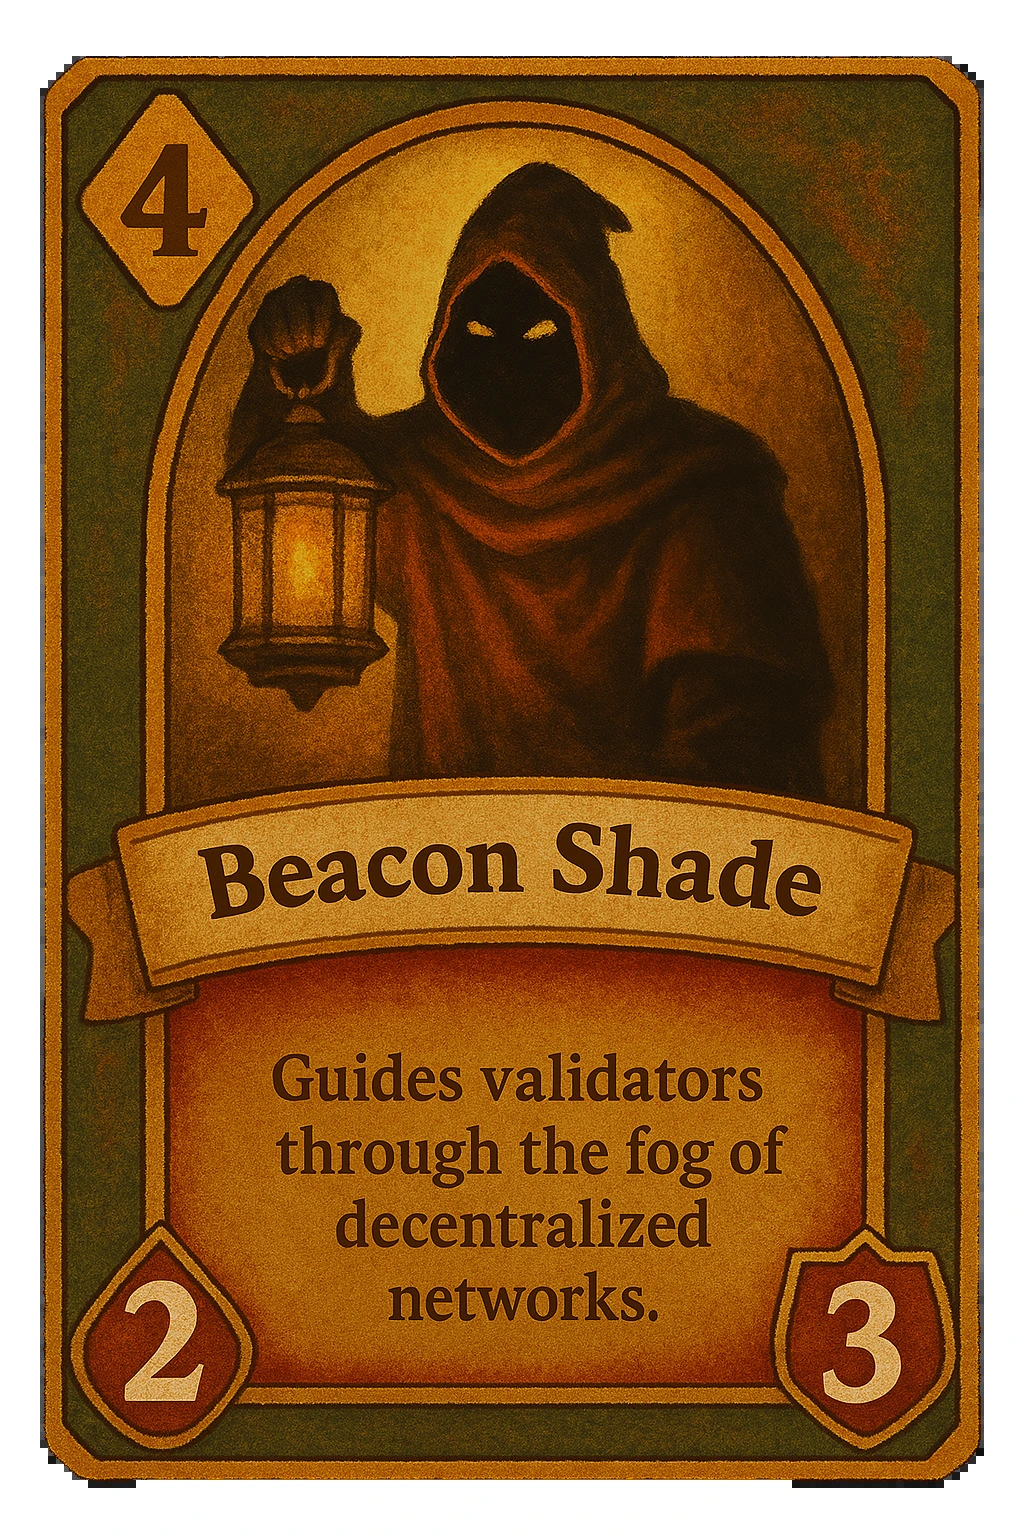 4
Beacon Shade
Guides validators
through the fog of
decentralized
networks.
2
3